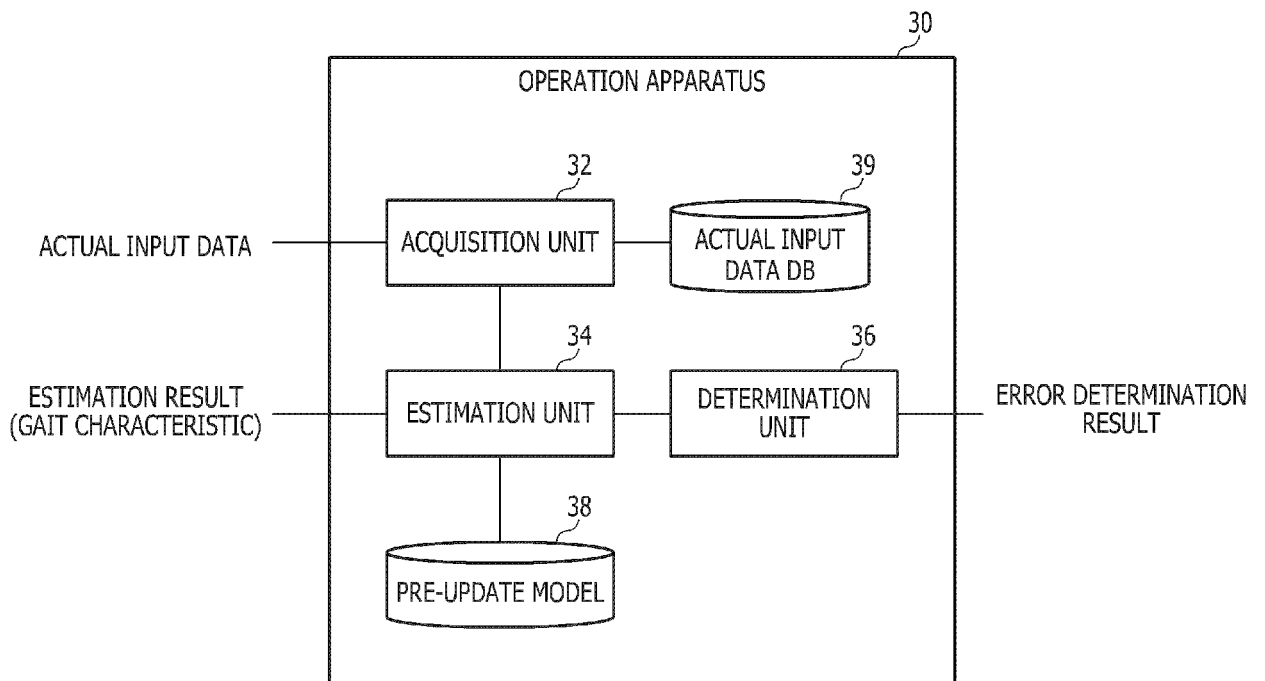 30
OPERATION APPARATUS
32
39
ACTUAL INPUT DATA
ACQUISITION UNIT
ACTUAL INPUT
DATA DB
34
36
ESTIMATION RESULT
(GAIT CHARACTERISTIC)
ESTIMATION UNIT
DETERMINATION
UNIT
ERROR DETERMINATION
RESULT
38
PRE-UPDATE MODEL